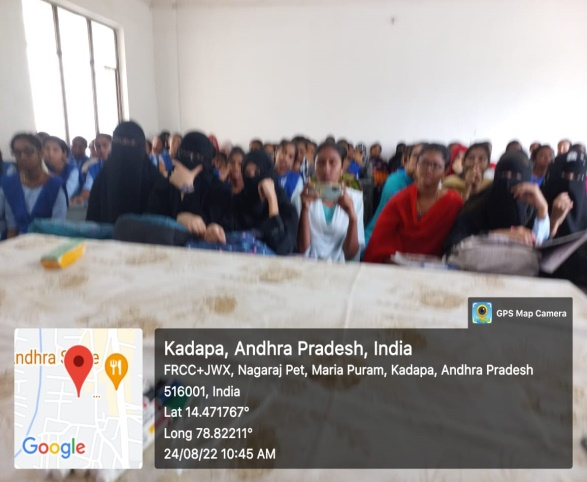 GPS Map Camera
ndhra S
Google
Kadapa, Andhra Pradesh, India
FRCC+JWX, Nagaraj Pet, Maria Puram, Kadapa, Andhra Pradesh
516001, India
Lat 14.471767°
Long 78.82211°
24/08/22 10:45 AM